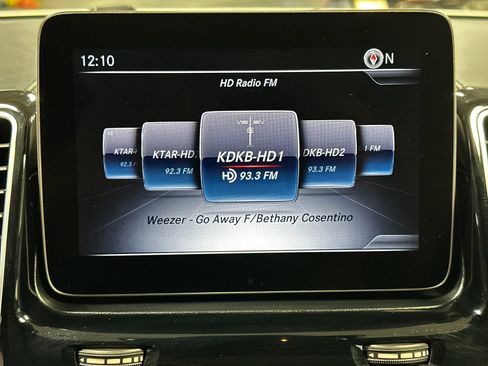 12:10
N
HD Radio FM
KTAR-H
92.3 F
KTAR-HD
92.3 FM
KDKB-HD1
HD 93.3 FM
DKB-HD2
93.3 FM
1 FM
Weezer - Go Away F/Bethany Cosentino